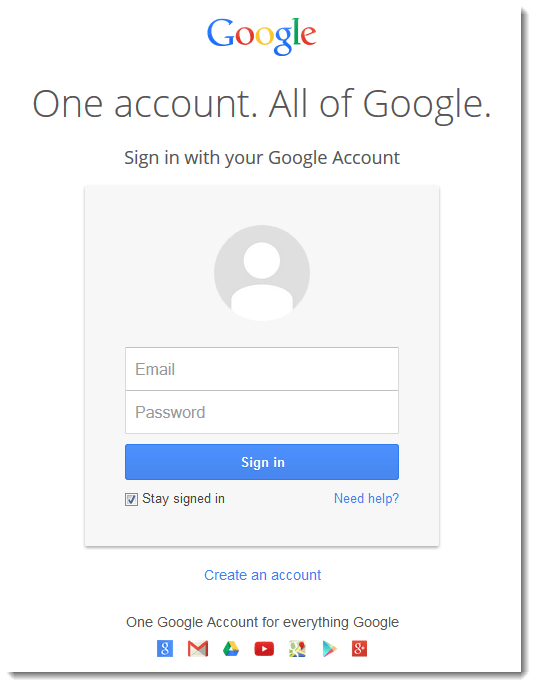 Google
One account. All of Google.
Sign in with your Google Account
Email
Password
Sign in
Stay signed in Need help?
Create an account
One Google Account for everything Google
8 g+